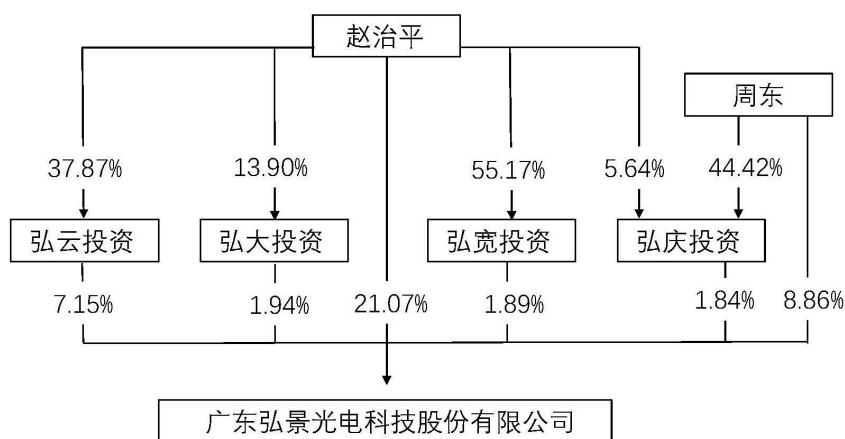 赵治平
周东
37.87% 13.90% 55.17% 5.64% 44.42%
弘云投资 弘大投资 弘宽投资 弘庆投资
7.15% 1.94% 21.07% 1.89% 1.84% 8.86%
广东弘景光电科技股份有限公司